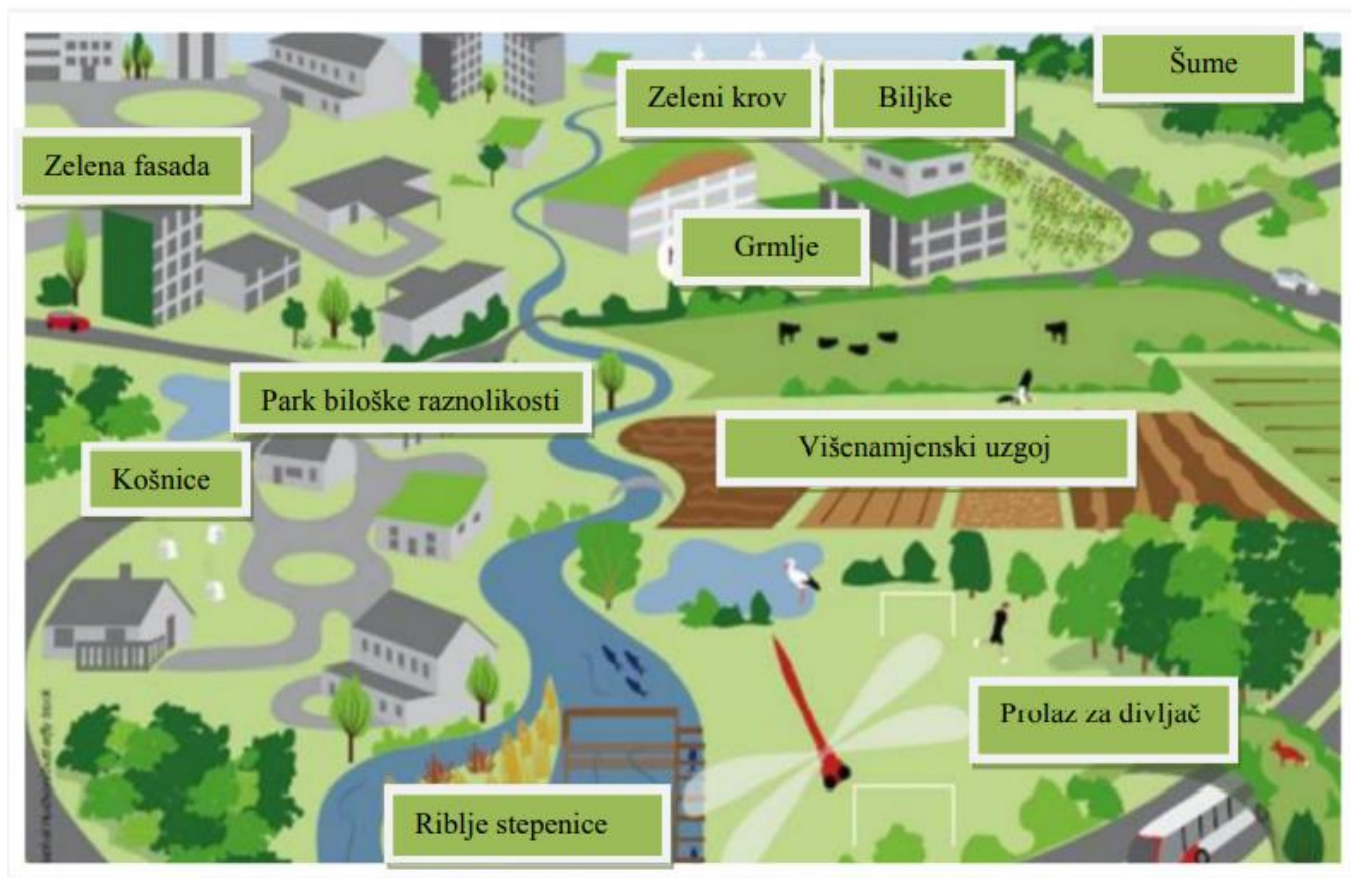 Šume
Zeleni krov
Biljke
Zelena fasada
Grmlje
Park biloške raznolikosti
Višenamjenski uzgoj
Košnice
Prolaz za divljač
Riblje stepenice